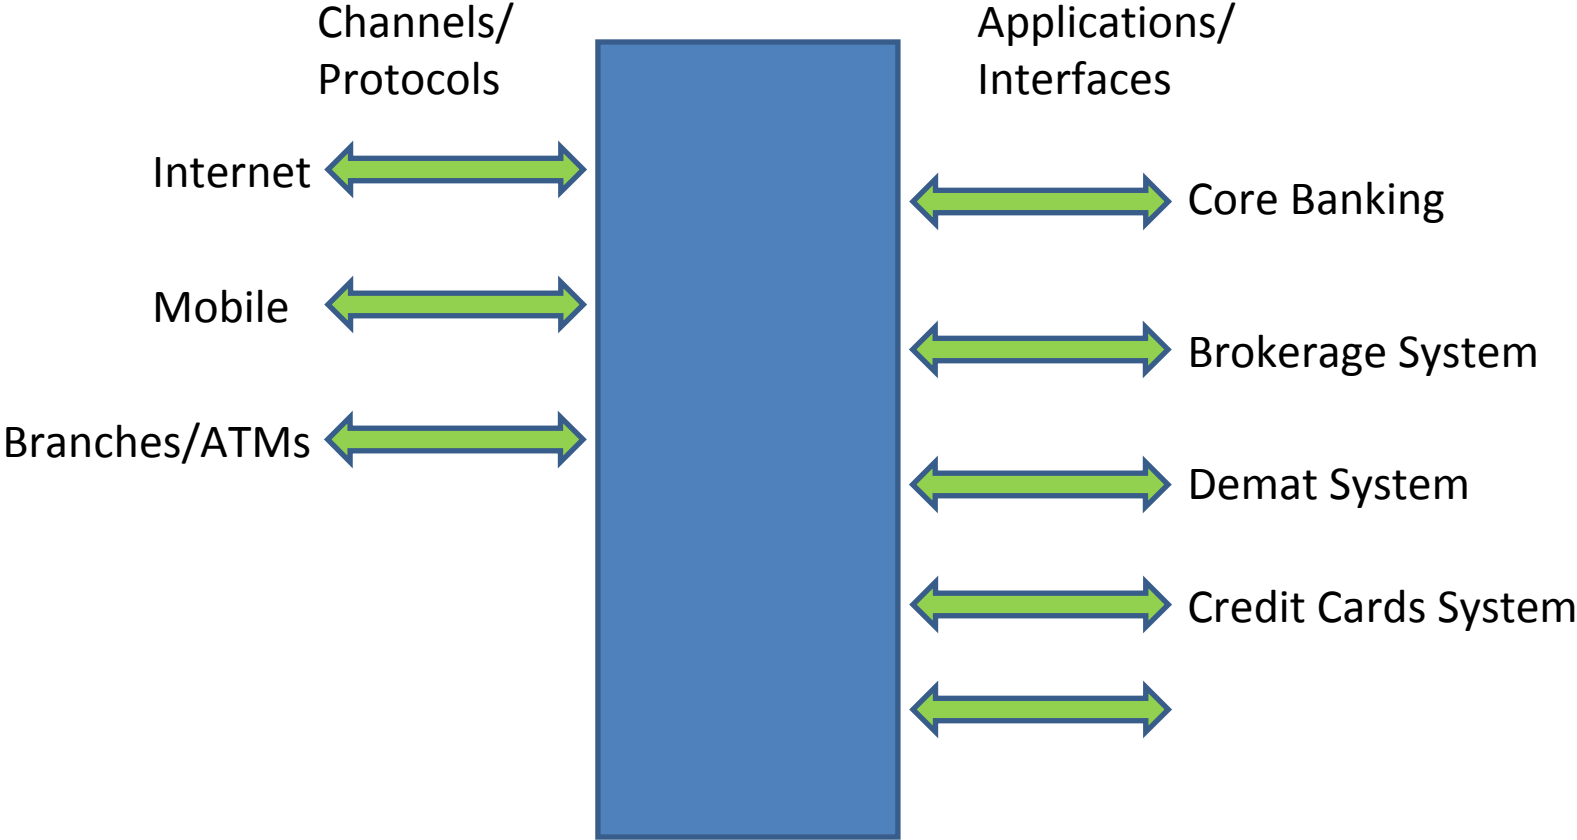 Channels/
Protocols
Applications/
Interfaces
Internet
Mobile
Branches/ATMs
Core Banking
Brokerage System
Demat System
Credit Cards System